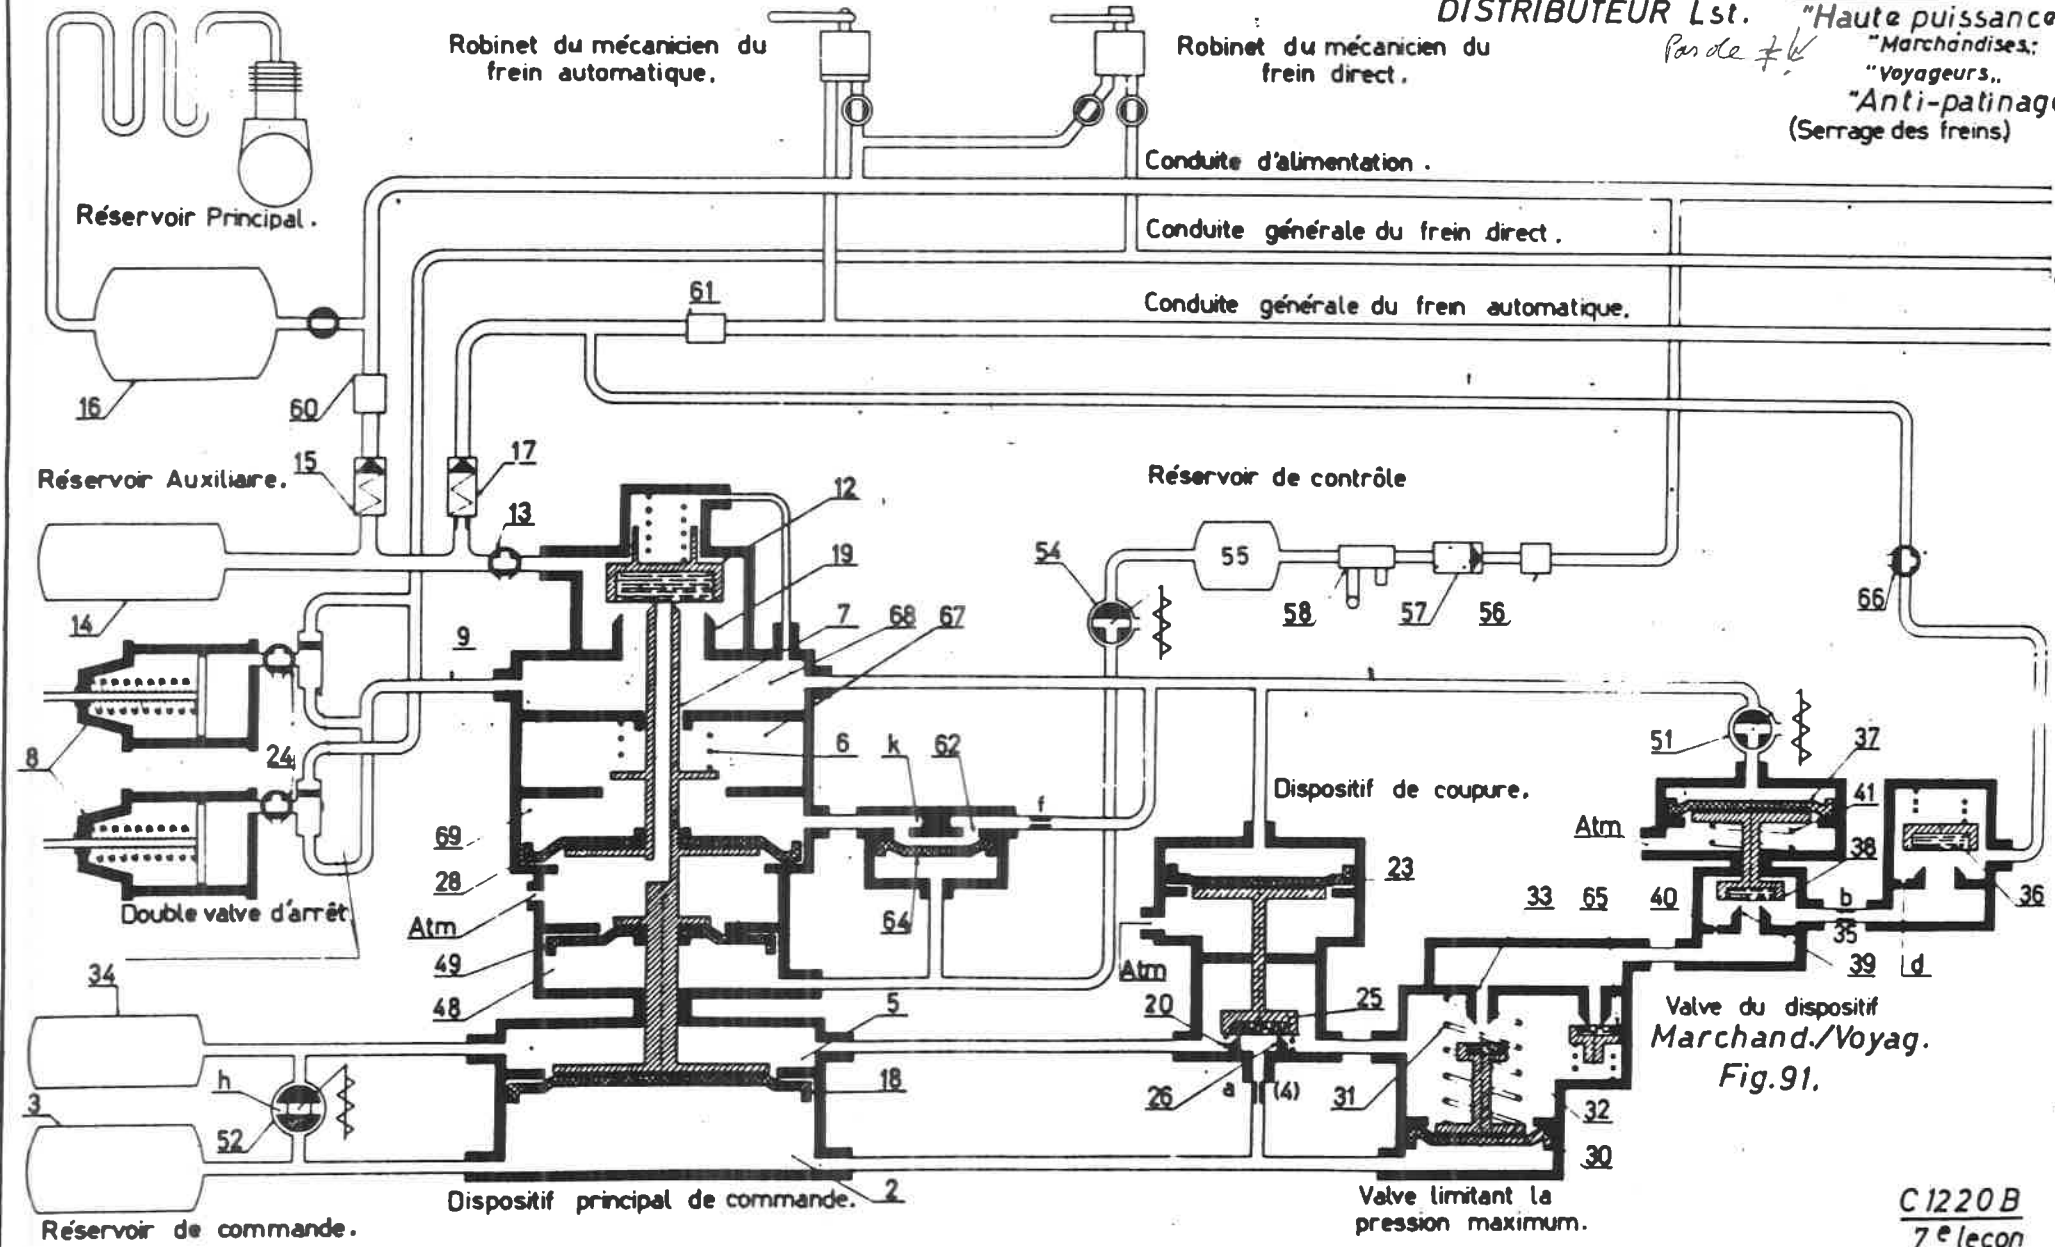 DISTRIBUTEUR Lst.
"Haute puissance
"Marchandises"
"Voyageurs"
"Anti-patinage
(Serrage des freins)
Pas de
Robinet du mécanicien du
frein automatique.
Robinet du mécanicien du
frein direct.
Conduite d'alimentation.
Réservoir Principal.
Conduite générale du frein direct.
61
Conduite générale du frein automatique.
16
60
Réservoir Auxiliaire.
15
17
13
12
19
Réservoir de contrôle
54
55
58
57
56
66
14
9
7
68
67
8
24
6
k
62
f
51
37
41
Dispositif de coupure.
Atm
38
69
28
64
23
33
65
40
b
35
36
Double valve d'arrêt
Atm
49
48
Atm
39
d
34
5
20
25
Valve du dispositif
Marchand./Voyag.
Fig.91.
h
3
52
18
26
a
(4)
31
32
30
2
Dispositif principal de commande.
Valve limitant la
pression maximum.
Réservoir de commande.
C 1220 B
7e leçon